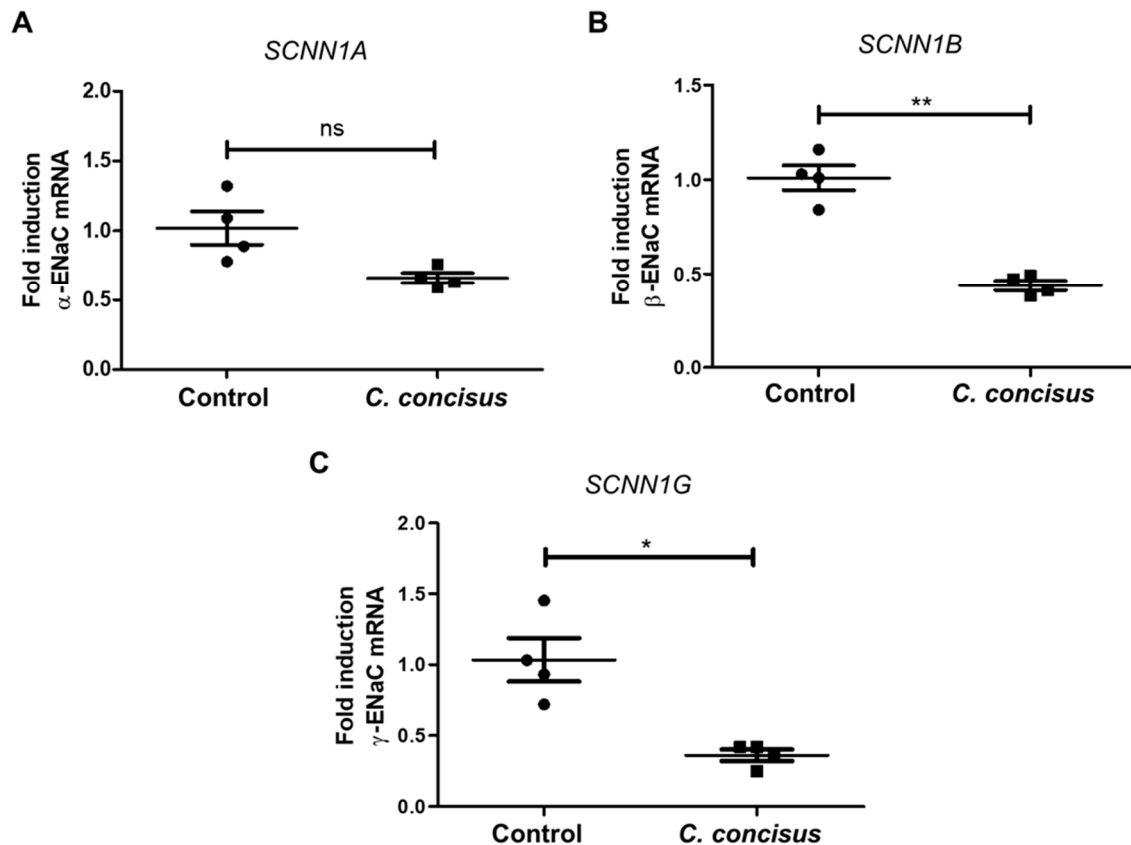 A
SCNN1A
Fold induction
α-ENaC mRNA
2.0
1.5
1.0
0.5
0.0
ns
Control
C. concisus
B
SCNN1B
Fold induction
β-ENaC mRNA
1.5
1.0
0.5
0.0
**
Control
C. concisus
C
SCNN1G
Fold induction
γ-ENaC mRNA
2.0
1.5
1.0
0.5
0.0
*
Control
C. concisus